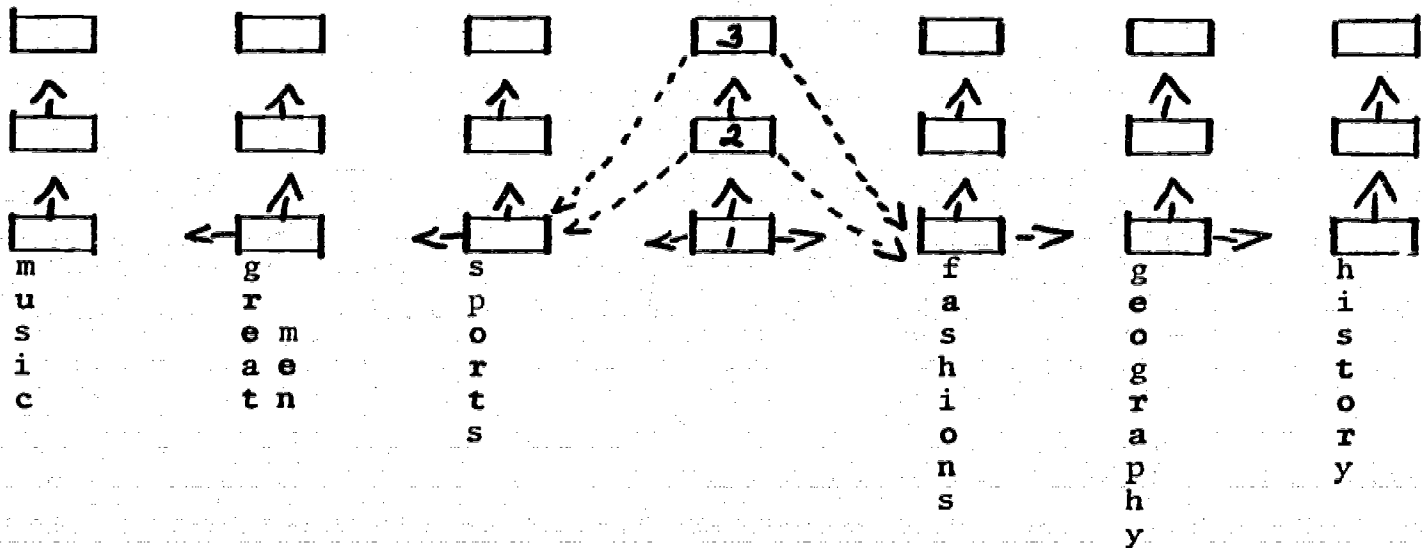 3
2
1
music
great men
sports
fashions
geography
history